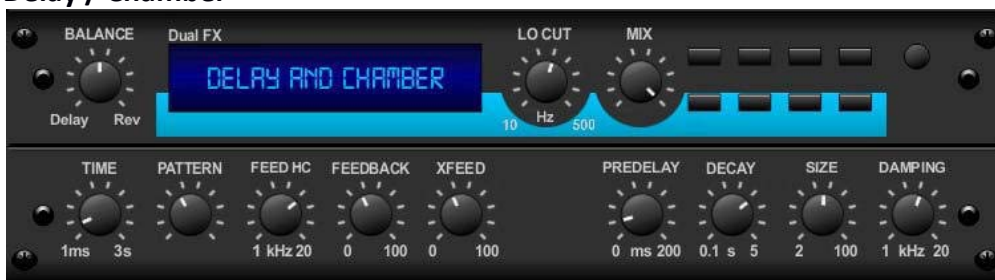 Delay / Chamber
BALANCE
Dual FX
LO CUT
MIX
DELAY AND CHAMBER
Delay Rev
10 Hz 500
TIME PATTERN FEED HC FEEDBACK XFEED PREDELAY DECAY SIZE DAMPING
1ms 3s 1 kHz 20 0 100 0 100 0 ms 200 0.1 s 5 2 100 1 kHz 20